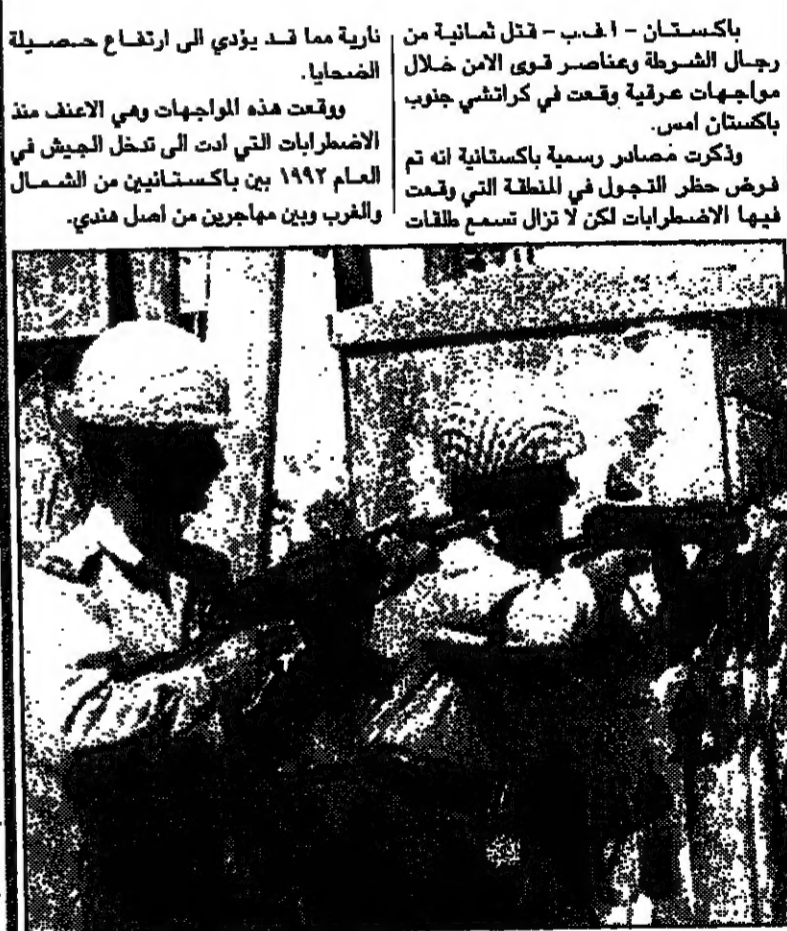 باكستان - ا ف.ب - قتل ثمانية من
رجال الشرطة وعناصر قوى الامن خلال
مواجهات عرقية وقعت في كراتشي جنوب
باكستان امس.
وذكرت مصادر رسمية باكستانية انه تم
فرض حظر التجول في المنطقة التي وقعت
فيها الاضطرابات لكن لا تزال تسمع طلقات
نارية مما قد يؤدي الى ارتفاع حصيلة
الضحايا.
ووقعت هذه المواجهات وهي الاعنف منذ
الاضطرابات التي ادت الى تدخل الجيش في
العام ١٩٩٢ بين باكستانيين من الشمال
والغرب وبين مهاجرين من اصل هندي.